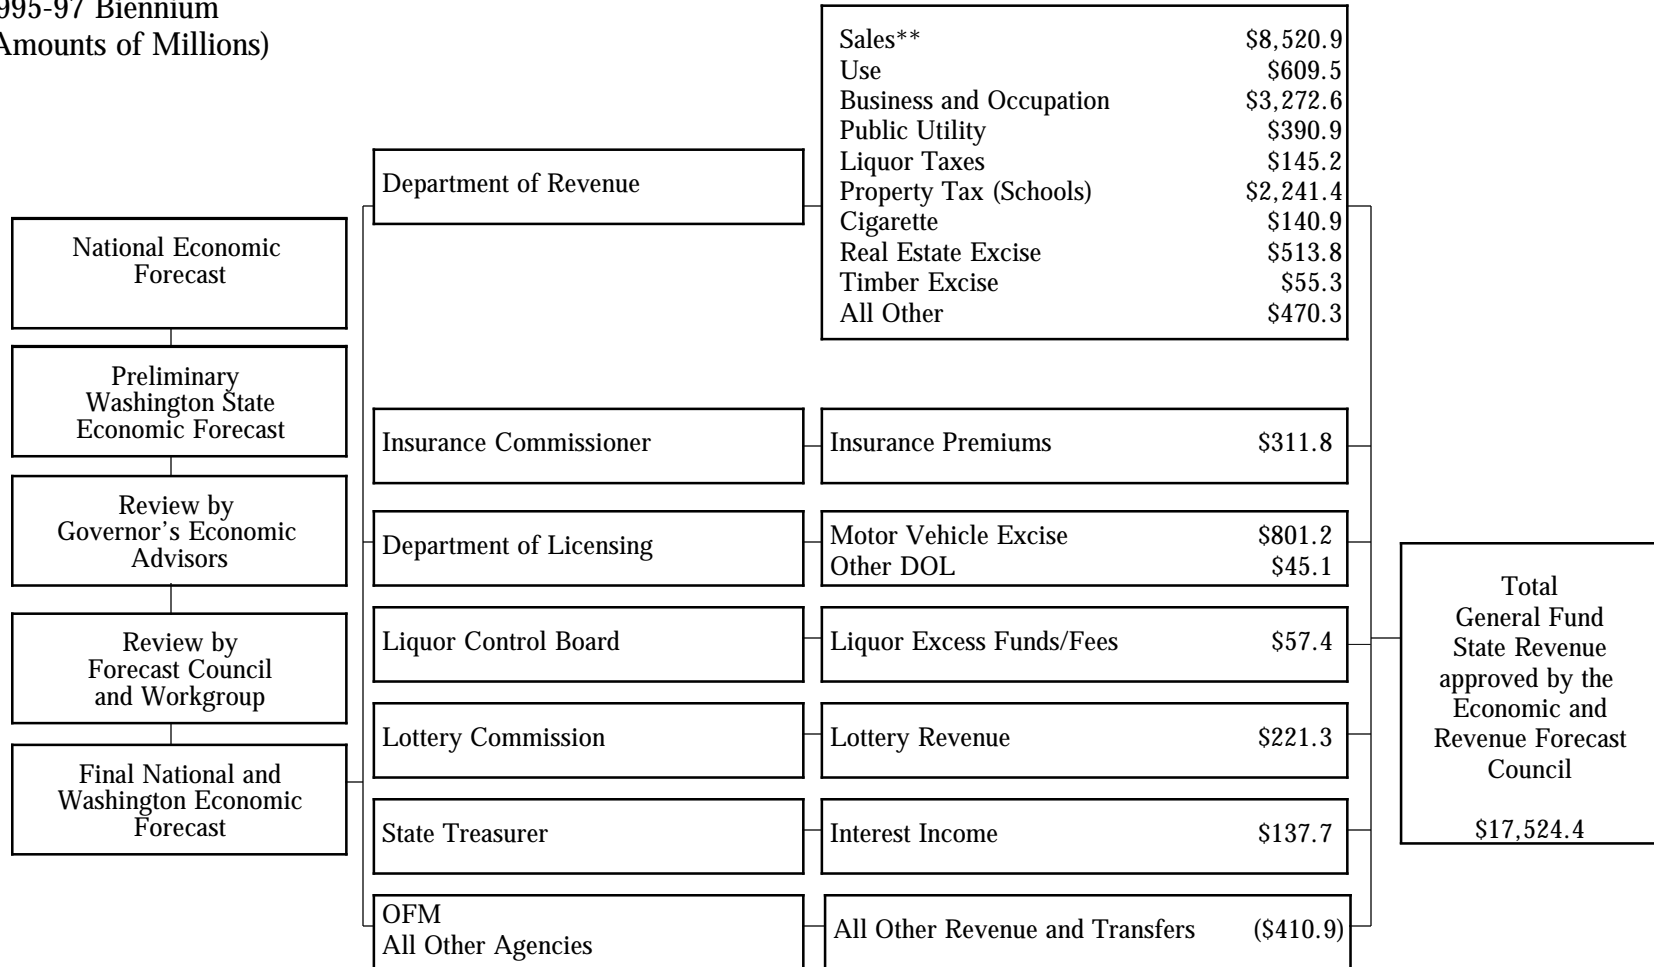 995-97 Biennium
Amounts of Millions)
National Economic
Forecast
Preliminary
Washington State
Economic Forecast
Review by
Governor's Economic
Advisors
Review by
Forecast Council
and Workgroup
Final National and
Washington Economic
Forecast
Department of Revenue
Sales** $8,520.9
Use $609.5
Business and Occupation $3,272.6
Public Utility $390.9
Liquor Taxes $145.2
Property Tax (Schools) $2,241.4
Cigarette $140.9
Real Estate Excise $513.8
Timber Excise $55.3
All Other $470.3
Insurance Commissioner
Insurance Premiums $311.8
Department of Licensing
Motor Vehicle Excise $801.2
Other DOL $45.1
Liquor Control Board
Liquor Excess Funds/Fees $57.4
Lottery Commission
Lottery Revenue $221.3
State Treasurer
Interest Income $137.7
OFM
All Other Agencies
All Other Revenue and Transfers ($410.9)
Total
General Fund
State Revenue
approved by the
Economic and
Revenue Forecast
Council
$17,524.4